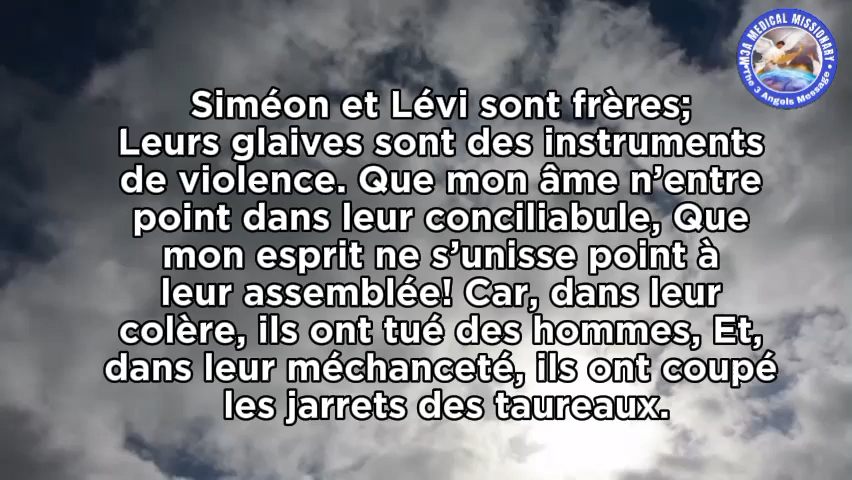 M3A MEDICAL MISSIONARY
The 3 Angels Message
Siméon et Lévi sont frères;
Leurs glaives sont des instruments
de violence. Que mon âme n’entre
point dans leur conciliabule, Que
mon esprit ne s’unisse point à
leur assemblée! Car, dans leur
colère, ils ont tué des hommes, Et,
dans leur méchanceté, ils ont coupé
les jarrets des taureaux.